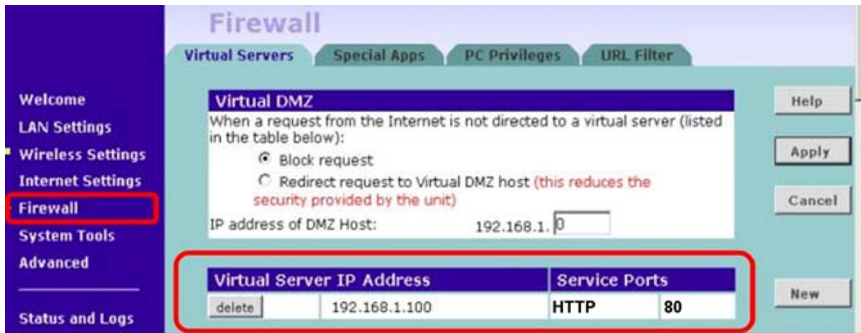 Firewall
Virtual Servers Special Apps PC Privileges URL Filter
Welcome
LAN Settings
Wireless Settings
Internet Settings
Firewall
System Tools
Advanced
Status and Logs
Virtual DMZ
When a request from the Internet is not directed to a virtual server (listed
in the table below):
Block request
Redirect request to Virtual DMZ host (this reduces the
security provided by the unit)
IP address of DMZ Host: 192.168.1. 0
Virtual Server IP Address Service Ports
delete 192.168.1.100 HTTP 80
Help
Apply
Cancel
New